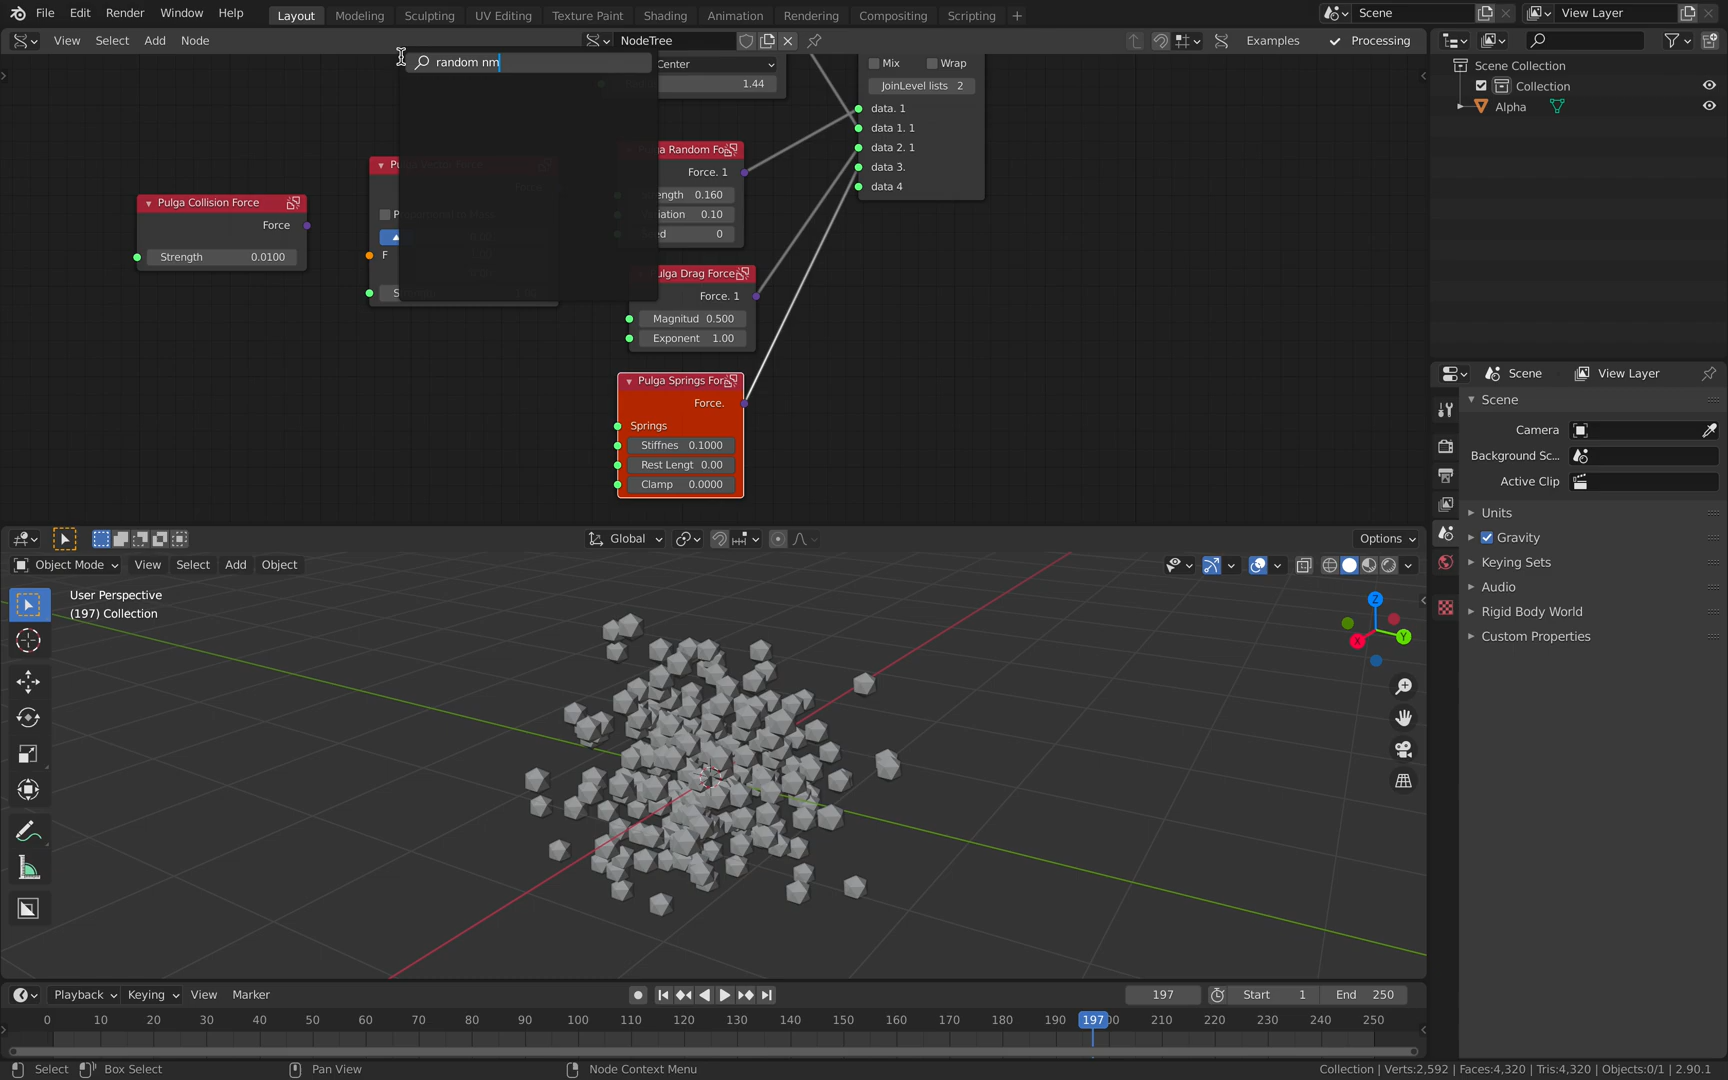 File Edit Render Window Help Layout Modeling Sculpting UV Editing Texture Paint Shading Animation Rendering Compositing Scripting + Scene View Layer
View Select Add Node NodeTree Examples Processing
random nm
Center
1.44
Mix Wrap
JoinLevel lists 2
data. 1
data 1. 1
data 2. 1
data 3.
data 4
Pulga Collision Force
Force
Strength 0.0100
Force. 1
0.160
0.10
0
Pulga Drag Force
Force. 1
Magnitud 0.500
Exponent 1.00
Pulga Springs For
Force.
Springs
Stiffnes 0.1000
Rest Lengt 0.00
Clamp 0.0000
Scene Collection
Collection
Alpha
Scene View Layer
Scene
Camera
Background Sc...
Active Clip
Units
Gravity
Keying Sets
Audio
Rigid Body World
Custom Properties
Global Options
Object Mode View Select Add Object
User Perspective
(197) Collection
Z
X
Y
Playback Keying View Marker 197 Start 1 End 250
0 10 20 30 40 50 60 70 80 90 100 110 120 130 140 150 160 170 180 190 197 210 220 230 240 250
Select Box Select Pan View Node Context Menu Collection | Verts:2,592 | Faces:4,320 | Tris:4,320 | Objects:0/1 | 2.90.1